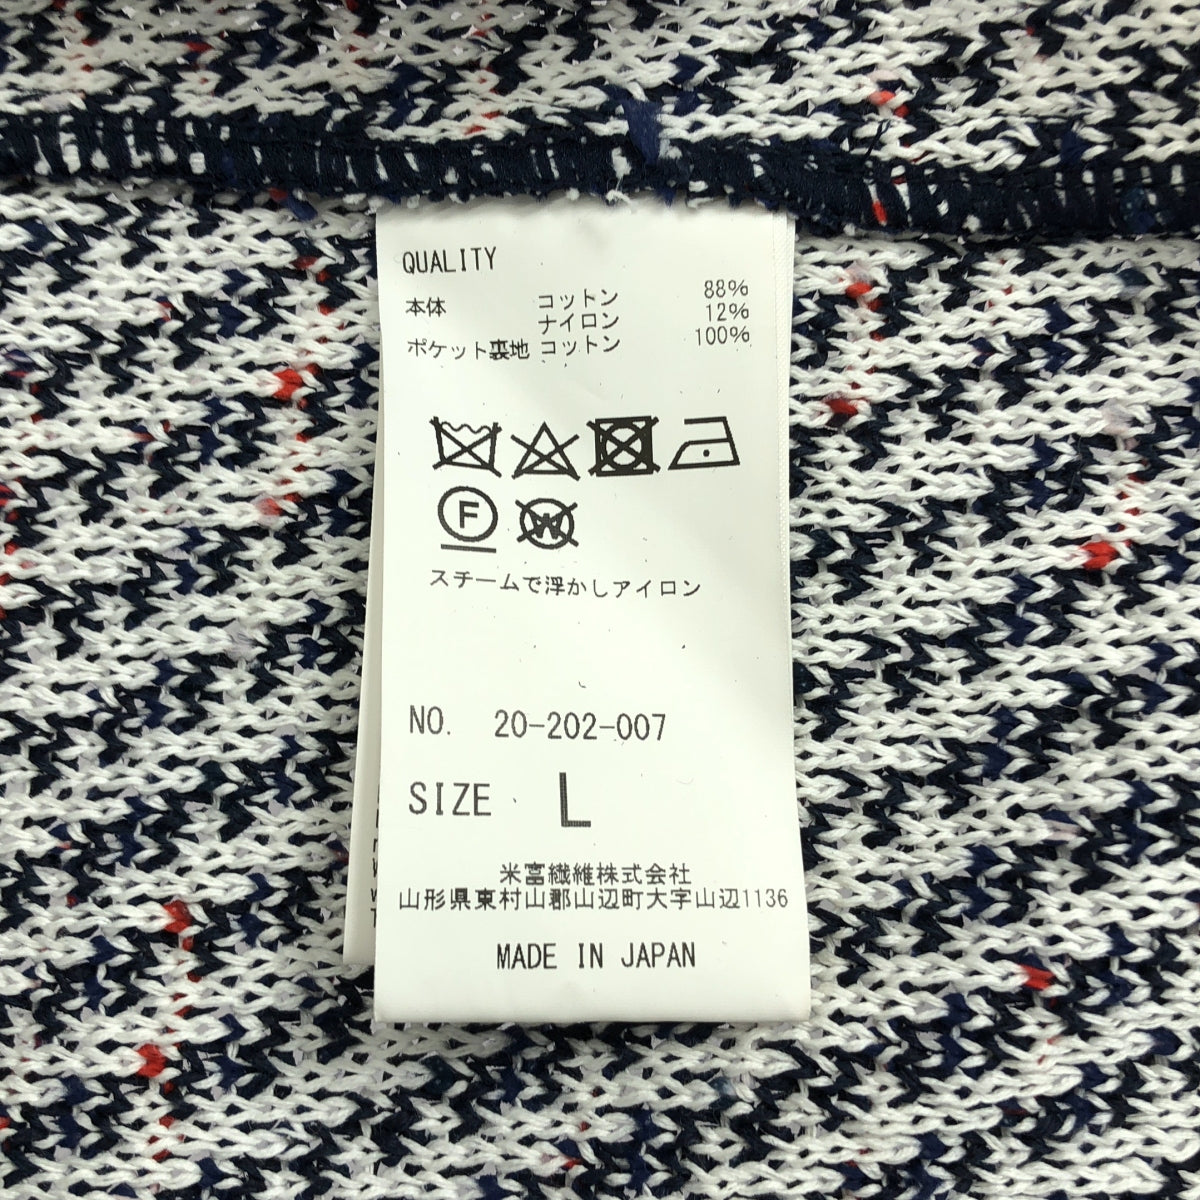 QUALITY
本体 コットン 88%
ナイロン 12%
ポケット裏地 コットン 100%
F
W
スチームで浮かしアイロン
NO. 20-202-007
SIZE L
米富繊維株式会社
山形県東村山郡山辺町大字山辺1136
MADE IN JAPAN